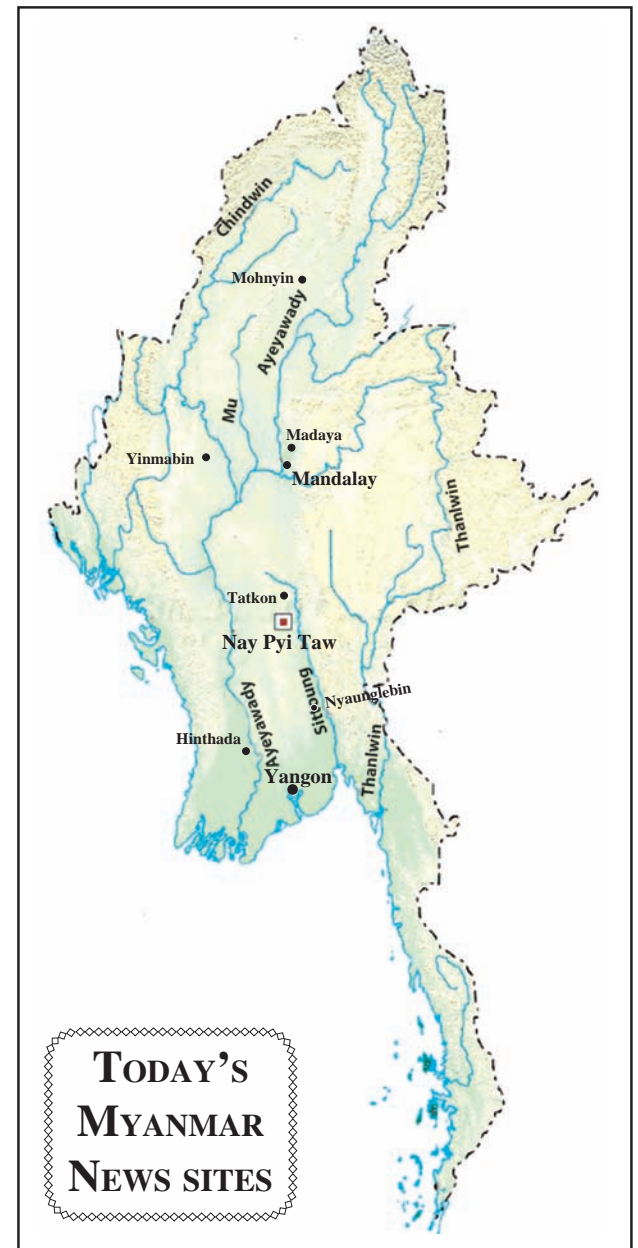 Chindwin
Mohnyin
Ayeyawady
Mu
Madaya
Yinmabin
Mandalay
Thanlwin
Tatkon
Nay Pyi Taw
Sittoung
Nyaunglebin
Ayeyawady
Hinthada
Thanlwin
Yangon
TODAY'S
MYANMAR
NEWS SITES